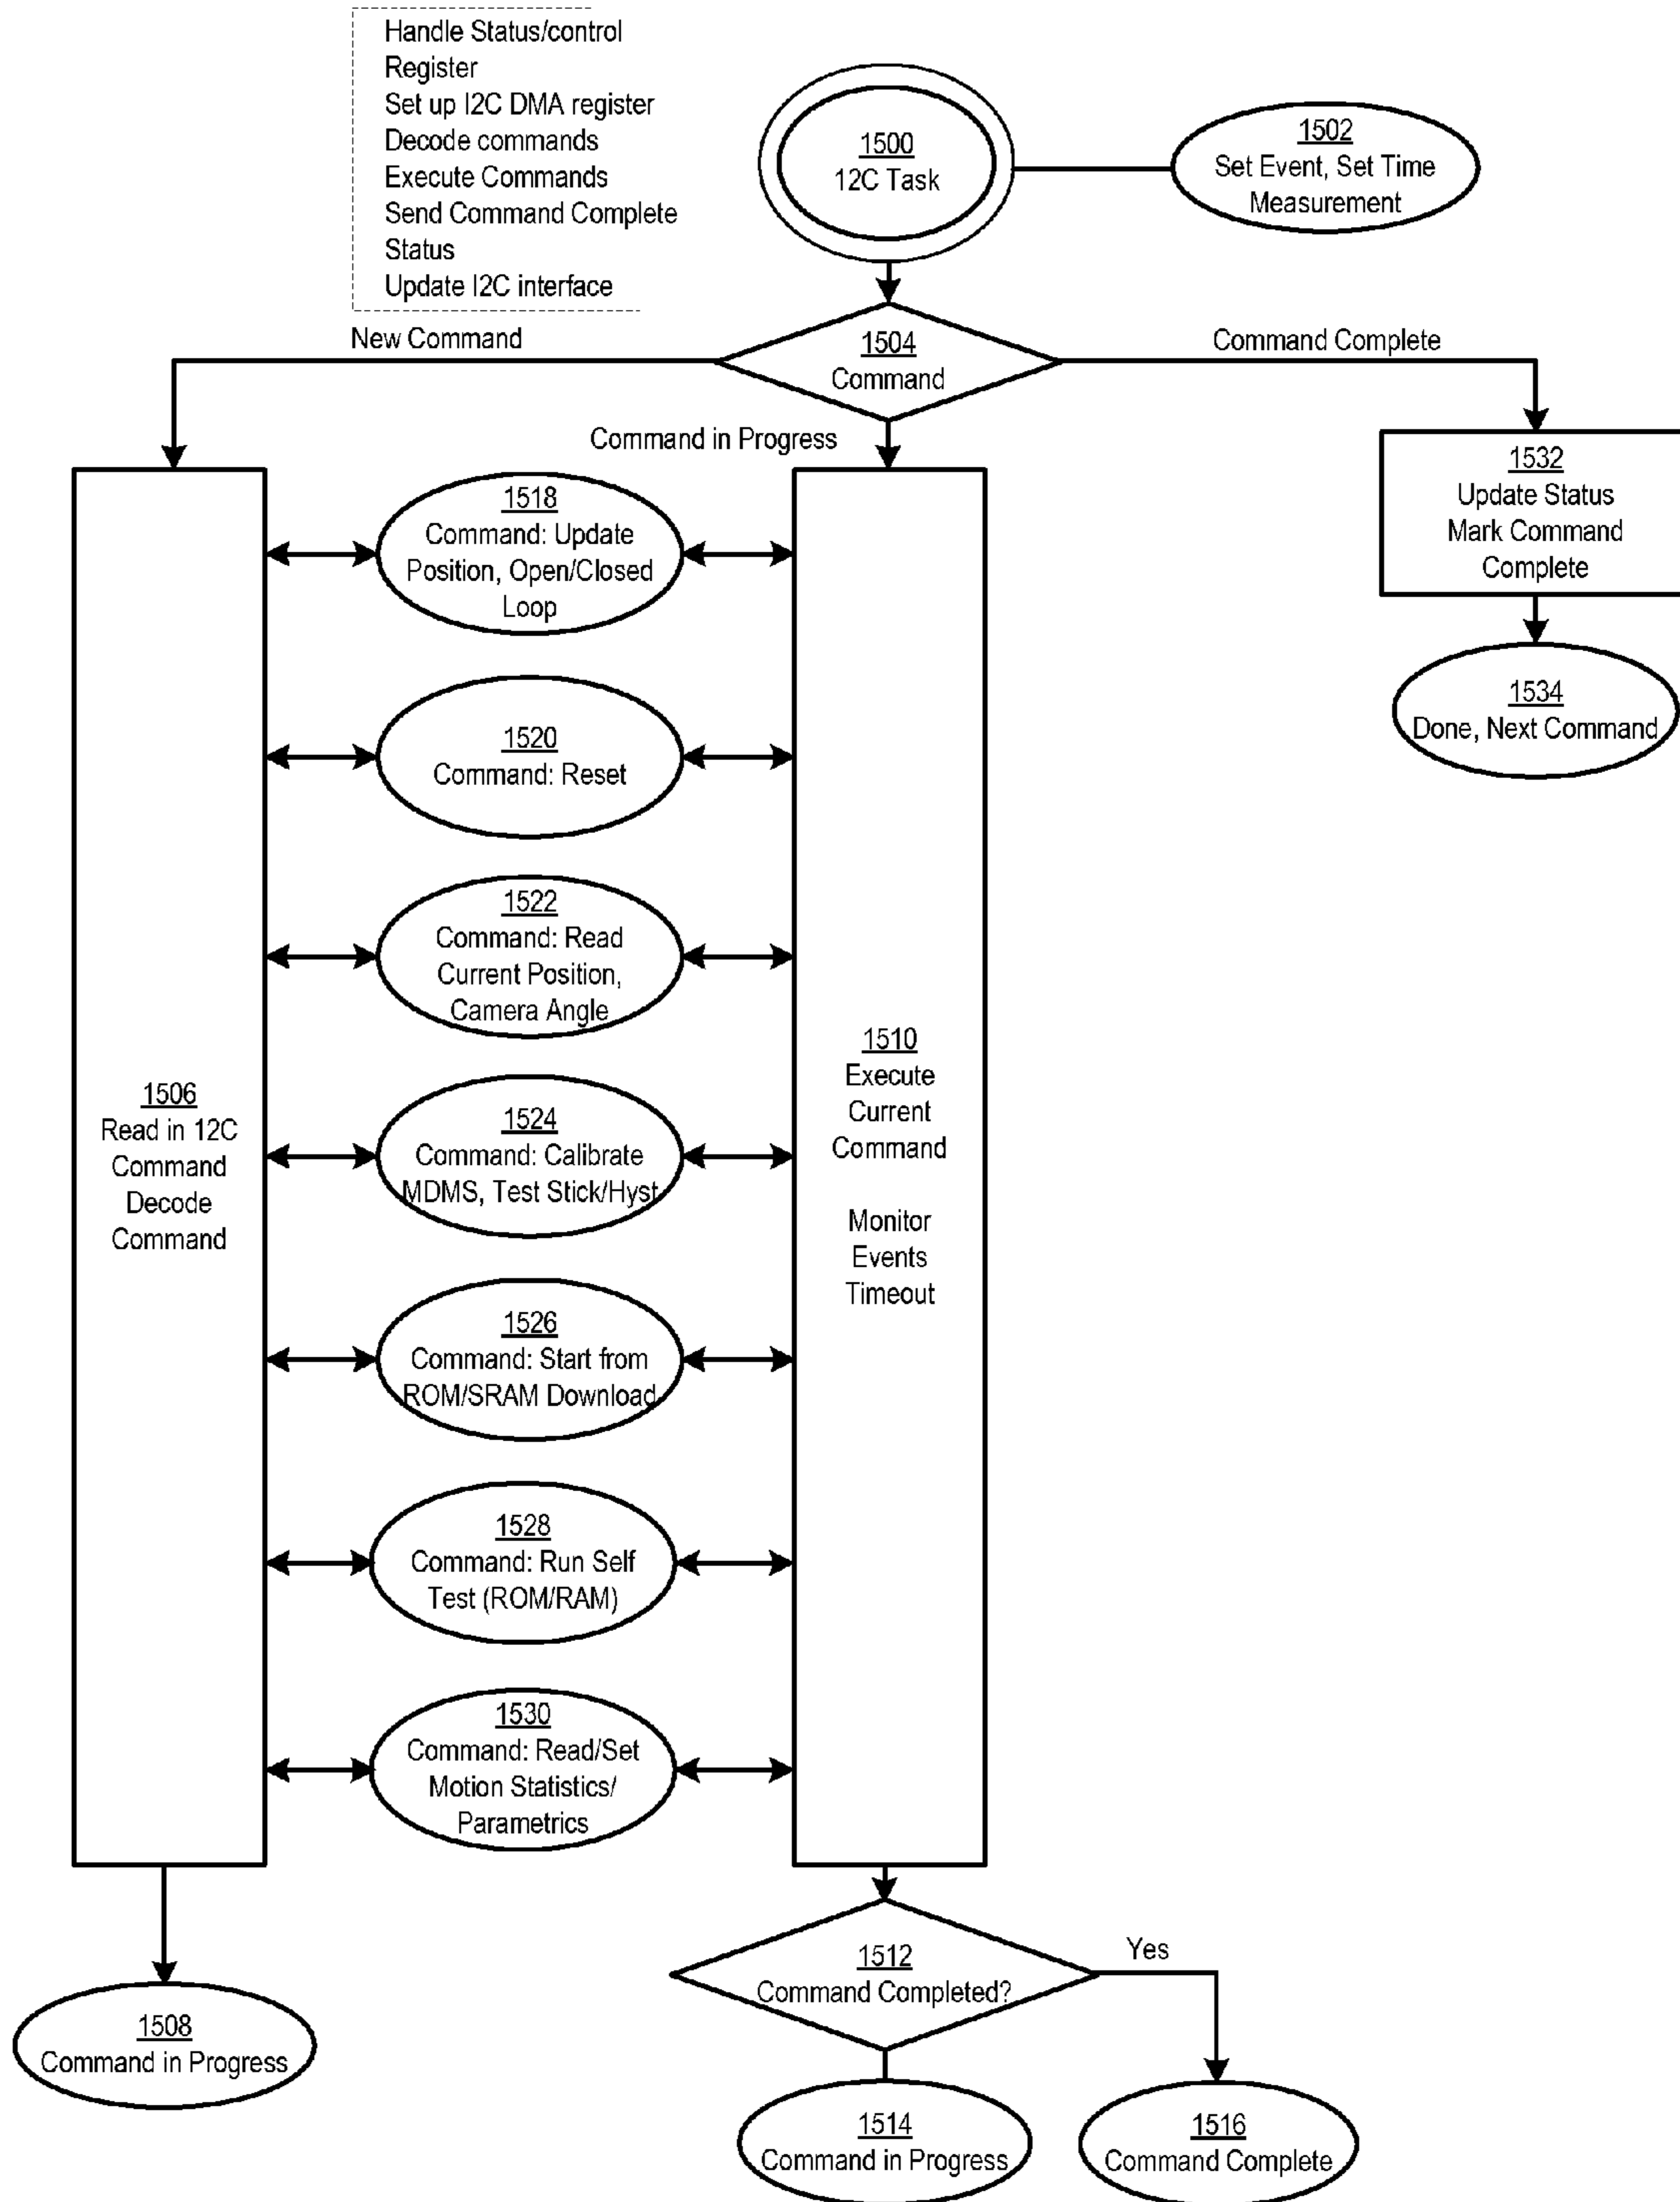 Handle Status/control
Register
Set up I2C DMA register
Decode commands
Execute Commands
Send Command Complete
Status
Update I2C interface
1500
12C Task
1502
Set Event, Set Time
Measurement
New Command
1504
Command
Command Complete
Command in Progress
1518
Command: Update
Position, Open/Closed
Loop
1532
Update Status
Mark Command
Complete
1534
Done, Next Command
1520
Command: Reset
1522
Command: Read
Current Position,
Camera Angle
1506
Read in 12C
Command
Decode
Command
1510
Execute
Current
Command
Monitor
Events
Timeout
1524
Command: Calibrate
MDMS, Test Stick/Hyst
1526
Command: Start from
ROM/SRAM Download
1528
Command: Run Self
Test (ROM/RAM)
1530
Command: Read/Set
Motion Statistics/
Parametrics
1508
Command in Progress
1512
Command Completed?
Yes
1514
Command in Progress
1516
Command Complete